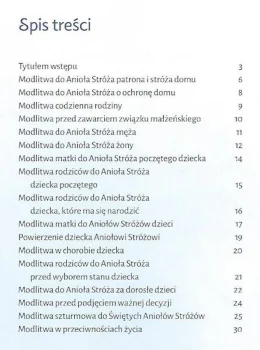 Spis treści
Tytułem wstępu 3
Modlitwa do Anioła Stróża patrona i stróża domu 6
Modlitwa do Anioła Stróża o ochronę domu 8
Modlitwa codzienna rodziny 9
Modlitwa przed zawarciem związku małżeńskiego 10
Modlitwa do Anioła Stróża męża 11
Modlitwa do Anioła Stróża żony 12
Modlitwa matki do Anioła Stróża poczętego dziecka 14
Modlitwa rodziców do Anioła Stróża
dziecka poczętego 15
Modlitwa rodziców do Anioła Stróża
dziecka, które ma się narodzić 16
Modlitwa matki do Aniołów Stróżów dzieci 17
Powierzenie dziecka Aniołowi Stróżowi 19
Modlitwa w chorobie dziecka 20
Modlitwa rodziców do Anioła Stróża
przed wyborem stanu dziecka 21
Modlitwa do Anioła Stróża za dorosłe dzieci 22
Modlitwa przed podjęciem ważnej decyzji 24
Modlitwa szturmowa do Świętych Aniołów Stróżów 25
Modlitwa w przeciwnościach życia 30